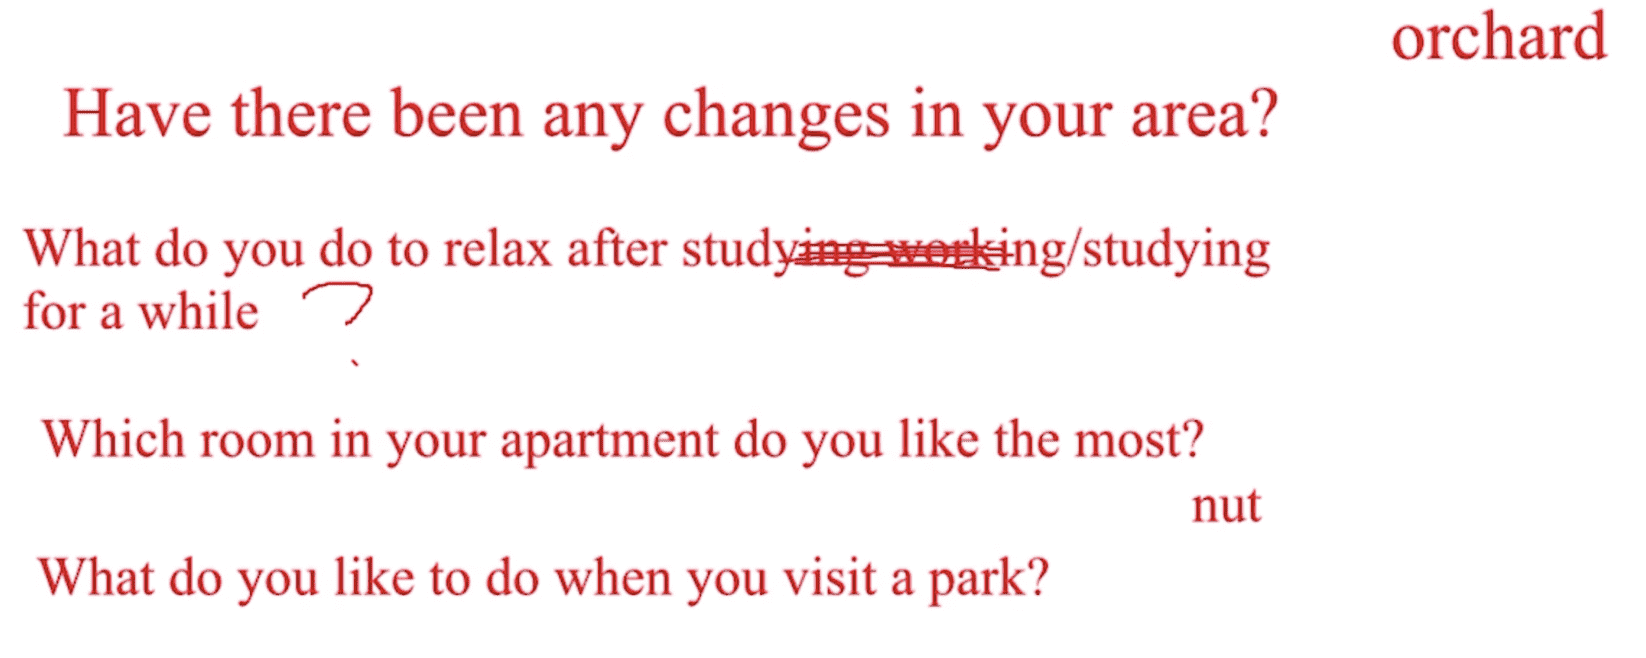 orchard
Have there been any changes in your area?
What do you do to relax after studying working/studying
for a while ?
Which room in your apartment do you like the most?
nut
What do you like to do when you visit a park?